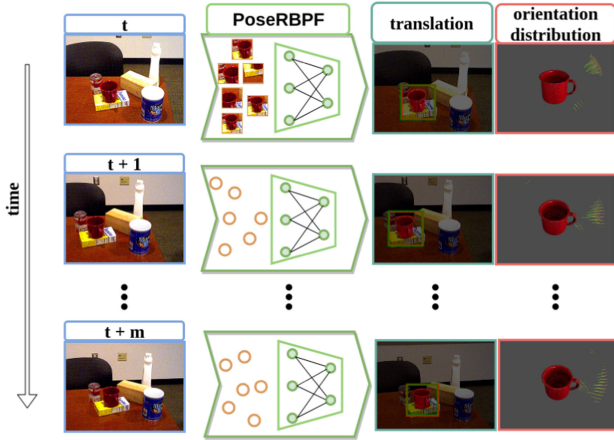 t
PoseRBPF
translation
orientation
distribution
time
t + 1
t + m